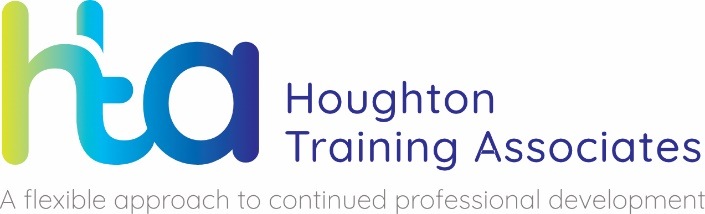 hta
Houghton
Training Associates
A flexible approach to continued professional development